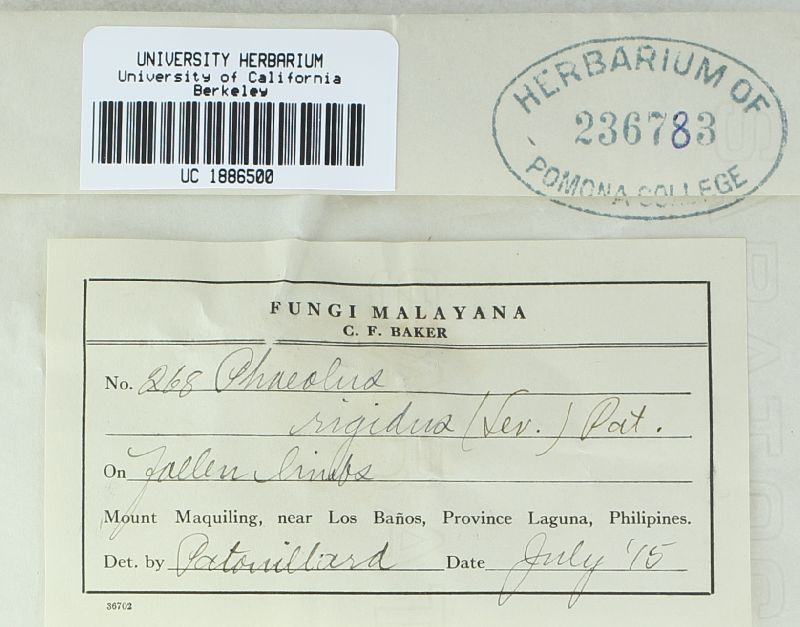 UNIVERSITY HERBARIUM
University of California
Berkeley
UC 1886500
HERBARIUM OF
236783
POMONA COLLEGE
FUNGI MALAYANA
C. F. BAKER
No. 268 Phaeolus
rigidus (Lev.) Pat.
On Fallen limbs
Mount Maquiling, near Los Baños, Province Laguna, Philipines.
Det. by Patouillard Date July '15
36702